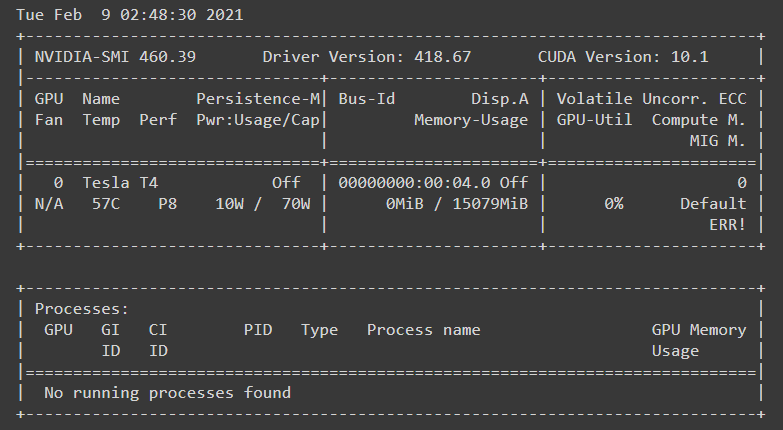 Tue Feb  9 02:48:30 2021
+-----------------------------------------------------------------------------+
| NVIDIA-SMI 460.39       Driver Version: 418.67       CUDA Version: 10.1     |
|-------------------------------+----------------------+----------------------+
| GPU  Name        Persistence-M| Bus-Id        Disp.A | Volatile Uncorr. ECC |
| Fan  Temp  Perf  Pwr:Usage/Cap|         Memory-Usage | GPU-Util  Compute M. |
|                               |                      |               MIG M. |
|===============================+======================+======================|
|   0  Tesla T4            Off  | 00000000:00:04.0 Off |                    0 |
| N/A   57C    P8    10W /  70W |      0MiB / 15079MiB |      0%      Default |
|                               |                      |                 ERR! |
+-------------------------------+----------------------+----------------------+

+-----------------------------------------------------------------------------+
| Processes:                                                                  |
|  GPU   GI   CI        PID   Type   Process name                  GPU Memory |
|        ID   ID                                                   Usage      |
|=============================================================================|
|  No running processes found                                                 |
+-----------------------------------------------------------------------------+